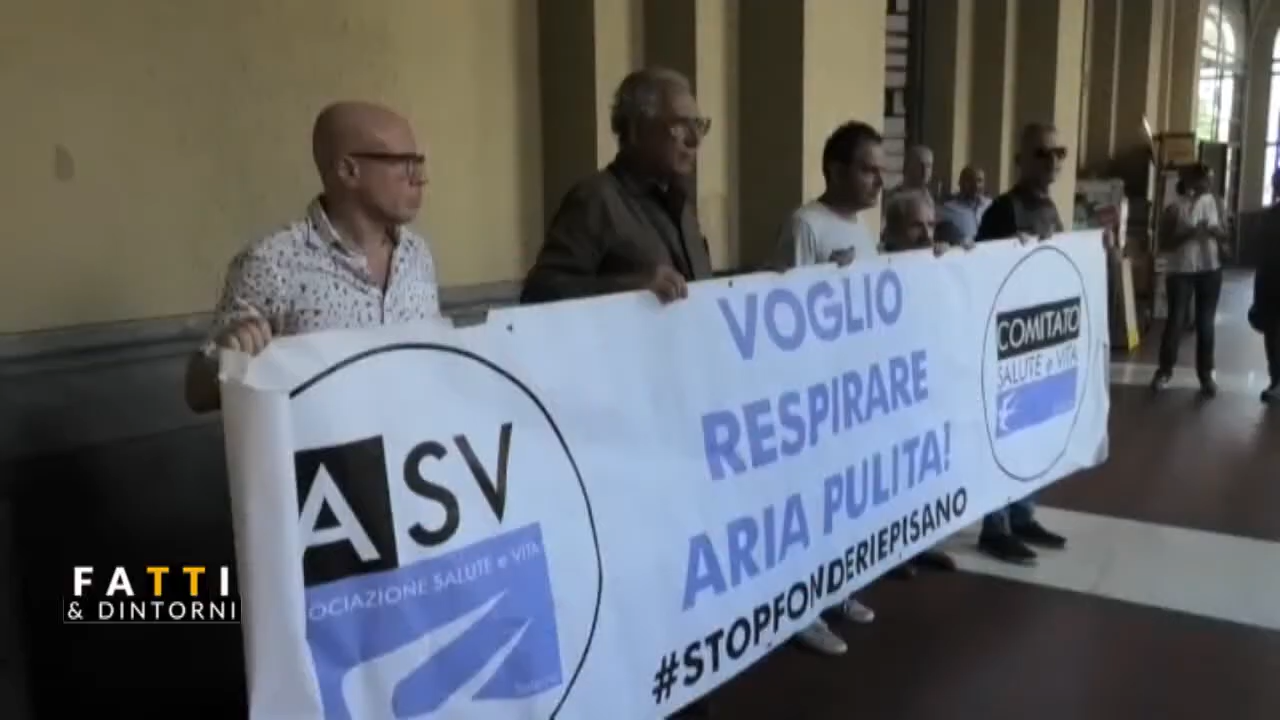 ASV
OCIAZIONE SALUTE e VITA
VOGLIO
RESPIRARE
ARIA PULITA!
#STOPFONDERIEPISANO
COMITATO
SALUTE e VITA
FATTI
& DINTORNI